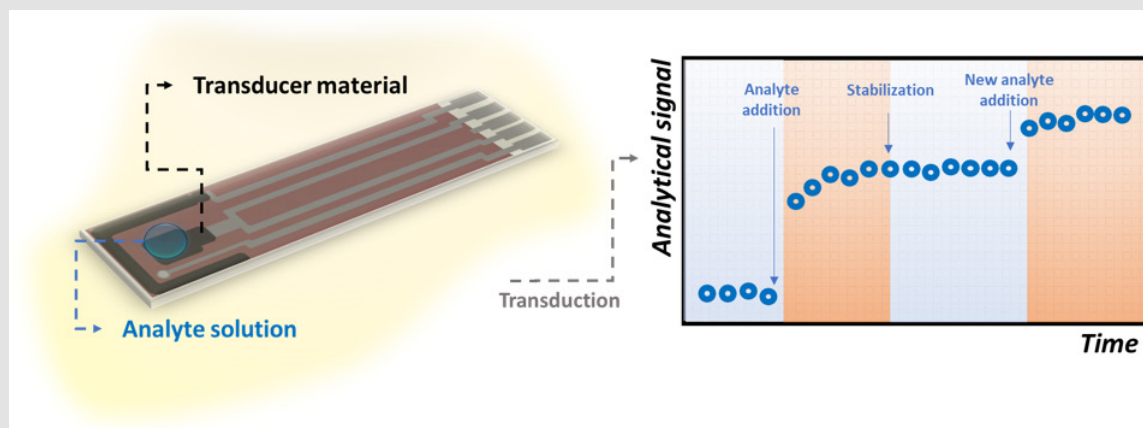 Transducer material
Analyte solution
Transduction
Analytical signal
Analyte
addition
Stabilization
New analyte
addition
Time